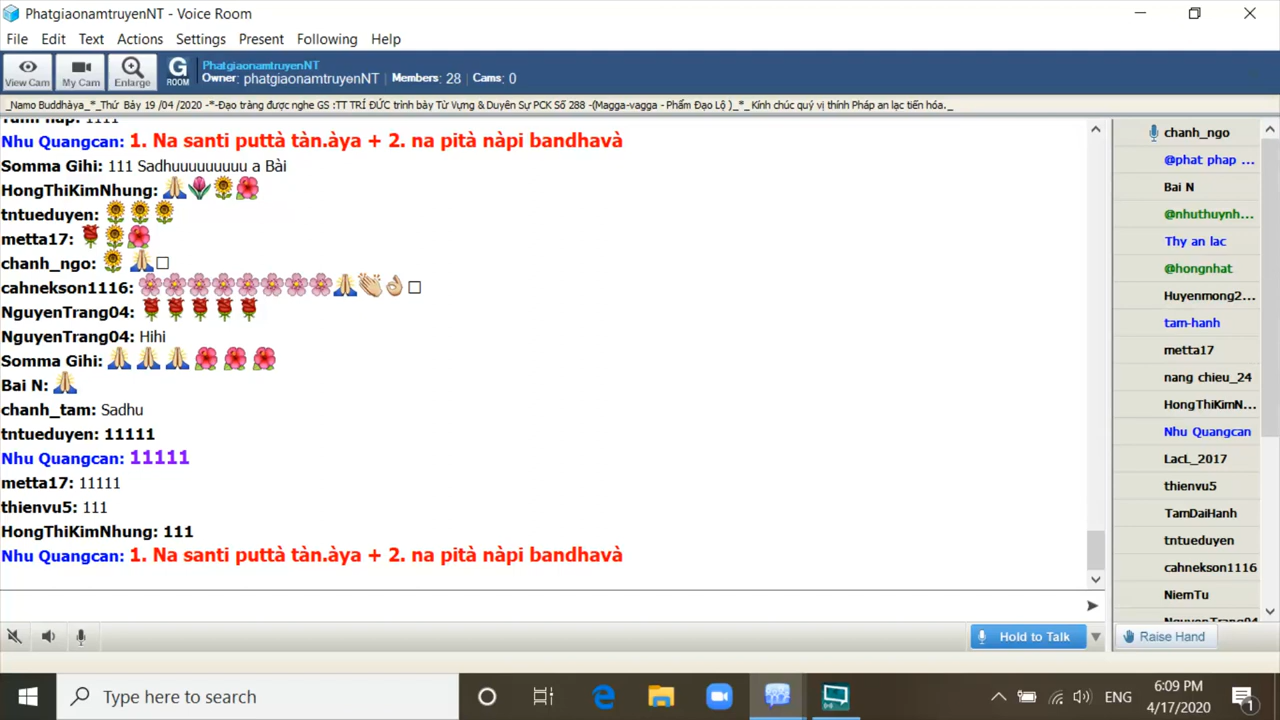 PhatgiaonamtruyenNT - Voice Room
File Edit Text Actions Settings Present Following Help
View Cam My Cam Enlarge G ROOM PhatgiaonamtruyenNT
Owner: phatgiaonamtruyenNT Members: 28 Cams: 0
_Namo Buddhàya_*_Thứ Bảy 19 /04 /2020 -*-Đạo tràng được nghe GS :TT TRÍ ĐỨC trình bày Từ Vựng & Duyên Sự PCK Số 288 -(Magga-vagga - Phẩm Đạo Lộ )_*_ Kính chúc quý vị thính Pháp an lạc tiến hóa._
Nhu Quangcan: 1. Na santi puttà tàn.àya + 2. na pità nàpi bandhavà
Somma Gihi: 111 Sadhuuuuuuuuu a Bài
HongThiKimNhung: 🙏🌷🌻🌺
tntueduyen: 🌻🌻🌻
metta17: 🌹🌻🌺
chanh_ngo: 🌻🙏□
cahnekson1116: 🌸🌸🌸🌸🌸🌸🌸🌸🙏👏👌□
NguyenTrang04: 🌹🌹🌹🌹🌹
NguyenTrang04: Hihi
Somma Gihi: 🙏🙏🙏🌺🌺🌺
Bai N: 🙏
chanh_tam: Sadhu
tntueduyen: 11111
Nhu Quangcan: 11111
metta17: 11111
thienvu5: 111
HongThiKimNhung: 111
Nhu Quangcan: 1. Na santi puttà tàn.àya + 2. na pità nàpi bandhavà
chanh_ngo
@phat phap ...
Bai N
@nhuthuynh...
Thy an lac
@hongnhat
Huyenmong2...
tam-hanh
metta17
nang chieu_24
HongThiKimN...
Nhu Quangcan
LacL_2017
thienvu5
TamDaiHanh
tntueduyen
cahnekson1116
NiemTu
Hold to Talk Raise Hand
Type here to search
ENG
6:09 PM
4/17/2020
1